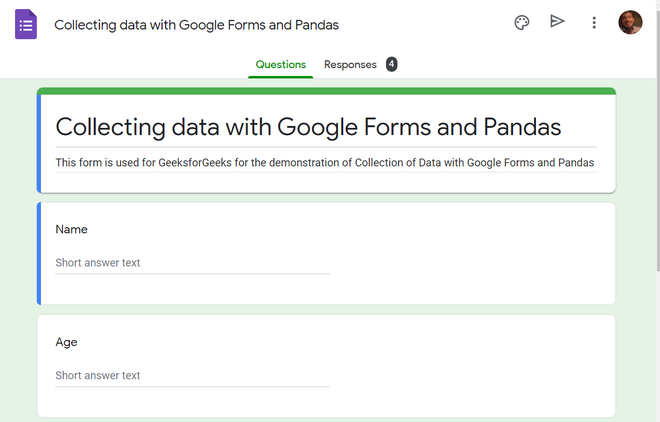 Collecting data with Google Forms and Pandas
Questions
Responses 4
Collecting data with Google Forms and Pandas
This form is used for GeeksforGeeks for the demonstration of Collection of Data with Google Forms and Pandas
Name
Short answer text
Age
Short answer text